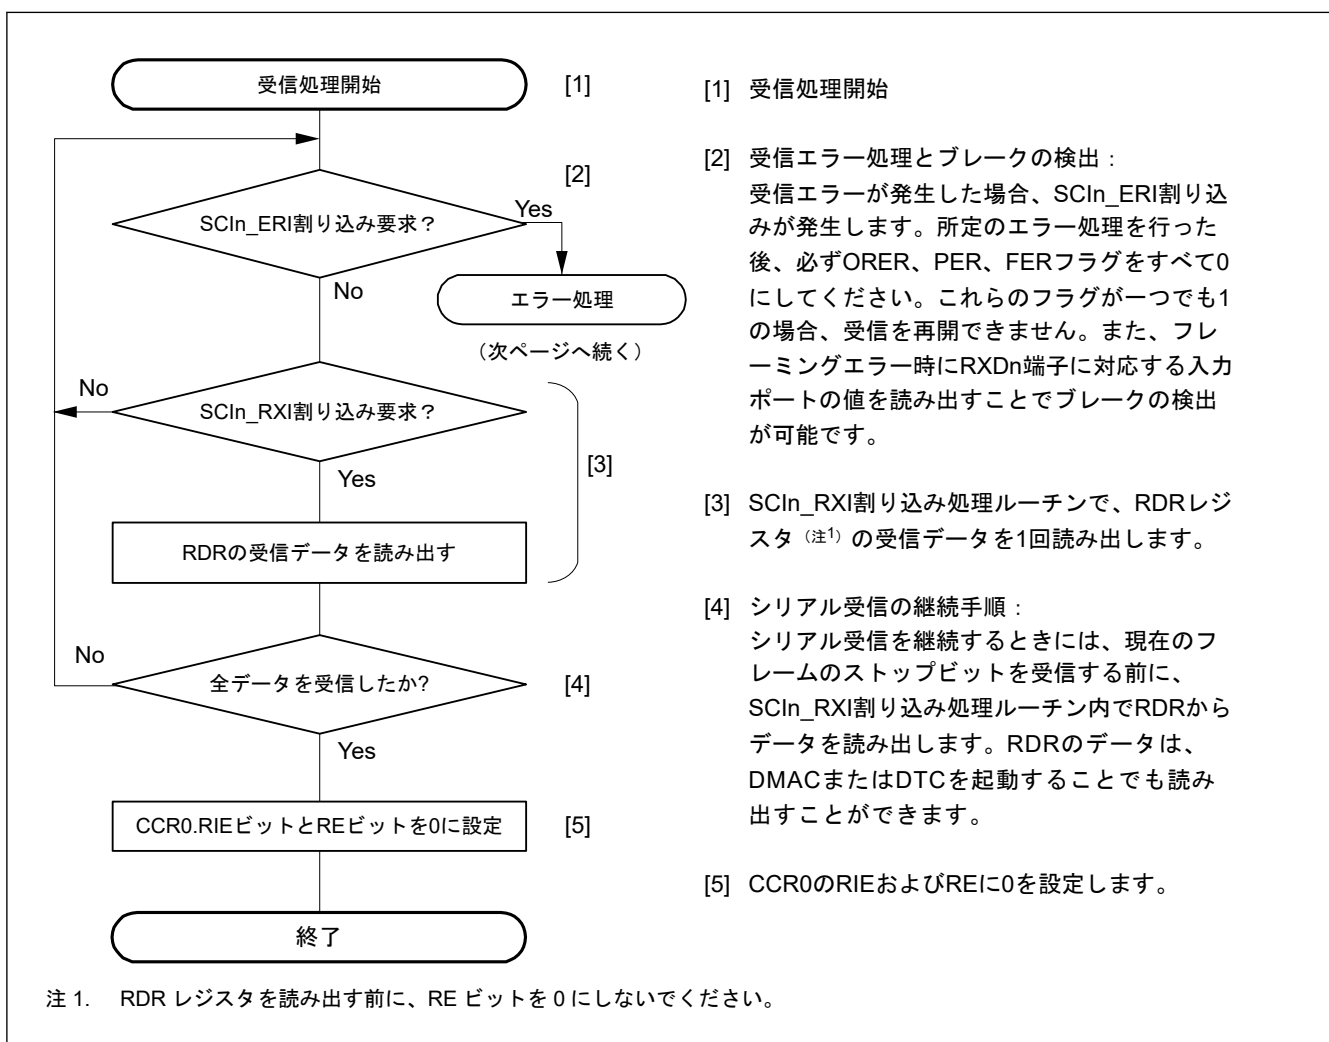 受信処理開始
[1]
[2]
SCIn_ERI割り込み要求？
Yes
No
エラー処理
（次ページへ続く）
No
SCIn_RXI割り込み要求？
[3]
Yes
RDRの受信データを読み出す
No
全データを受信したか?
[4]
Yes
CCR0.RIEビットとREビットを0に設定
[5]
終了
[1] 受信処理開始
[2] 受信エラー処理とブレークの検出：
受信エラーが発生した場合、SCIn_ERI割り込
みが発生します。所定のエラー処理を行った
後、必ずORER、PER、FERフラグをすべて0
にしてください。これらのフラグが一つでも1
の場合、受信を再開できません。また、フレ
ーミングエラー時にRXDn端子に対応する入力
ポートの値を読み出すことでブレークの検出
が可能です。
[3] SCIn_RXI割り込み処理ルーチンで、RDRレジ
スタ（注1）の受信データを1回読み出します。
[4] シリアル受信の継続手順：
シリアル受信を継続するときには、現在のフ
レームのストップビットを受信する前に、
SCIn_RXI割り込み処理ルーチン内でRDRから
データを読み出します。RDRのデータは、
DMACまたはDTCを起動することでも読み
出すことができます。
[5] CCR0のRIEおよびREに0を設定します。
注 1. RDR レジスタを読み出す前に、RE ビットを 0 にしないでください。